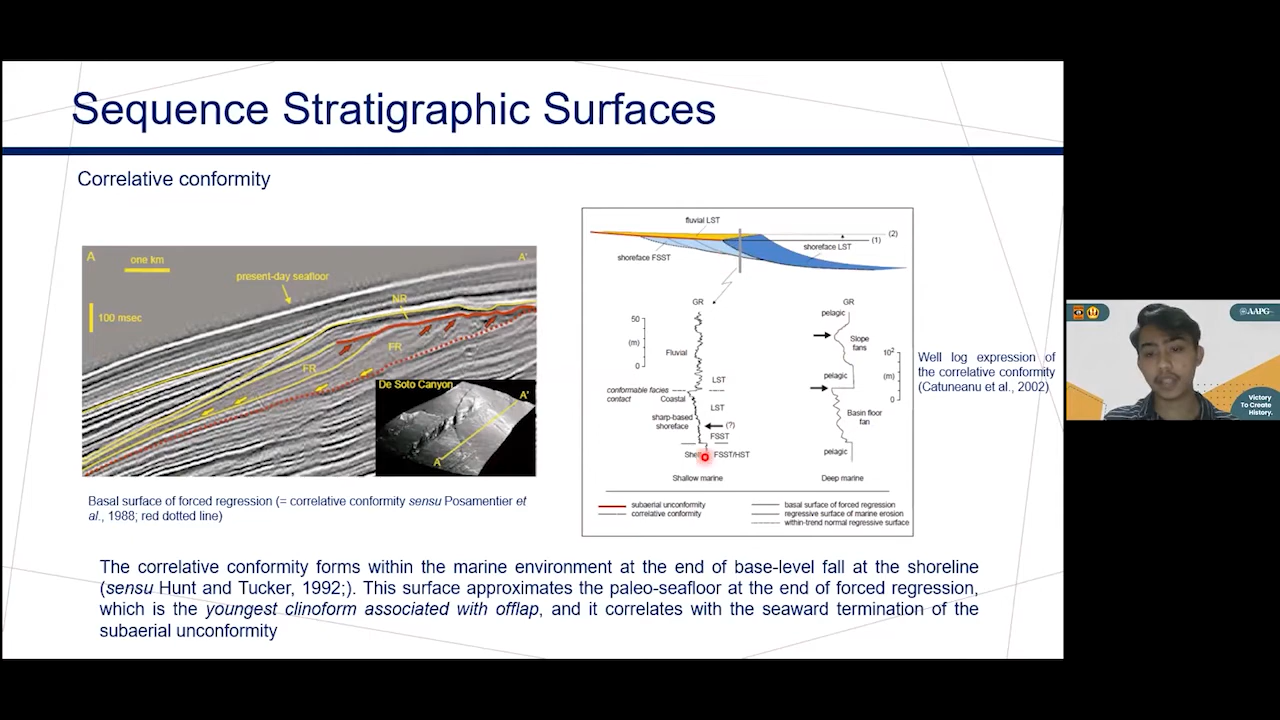 Sequence Stratigraphic Surfaces
Correlative conformity
A
one km
A'
present-day seafloor
100 msec
NR
FR
FR
De Soto Canyon
A'
A
Basal surface of forced regression (= correlative conformity sensu Posamentier et
al., 1988; red dotted line)
fluvial LST
(2)
(1)
shoreface LST
shoreface FSST
GR
GR
50
(m)
0
Fluvial
LST
conformable facies
contact
Coastal
LST
sharp-based
shoreface
(?)
FSST
FSST/HST
Shallow marine
pelagic
Slope
fans
10²
(m)
0
pelagic
Basin floor
fan
pelagic
Deep marine
subaerial unconformity
correlative conformity
basal surface of forced regression
regressive surface of marine erosion
within-trend normal regressive surface
Well log expression of
the correlative conformity
(Catuneanu et al., 2002)
The correlative conformity forms within the marine environment at the end of base-level fall at the shoreline
(sensu Hunt and Tucker, 1992;). This surface approximates the paleo-seafloor at the end of forced regression,
which is the youngest clinoform associated with offlap, and it correlates with the seaward termination of the
subaerial unconformity
AAPG
Victory
To Create
History.